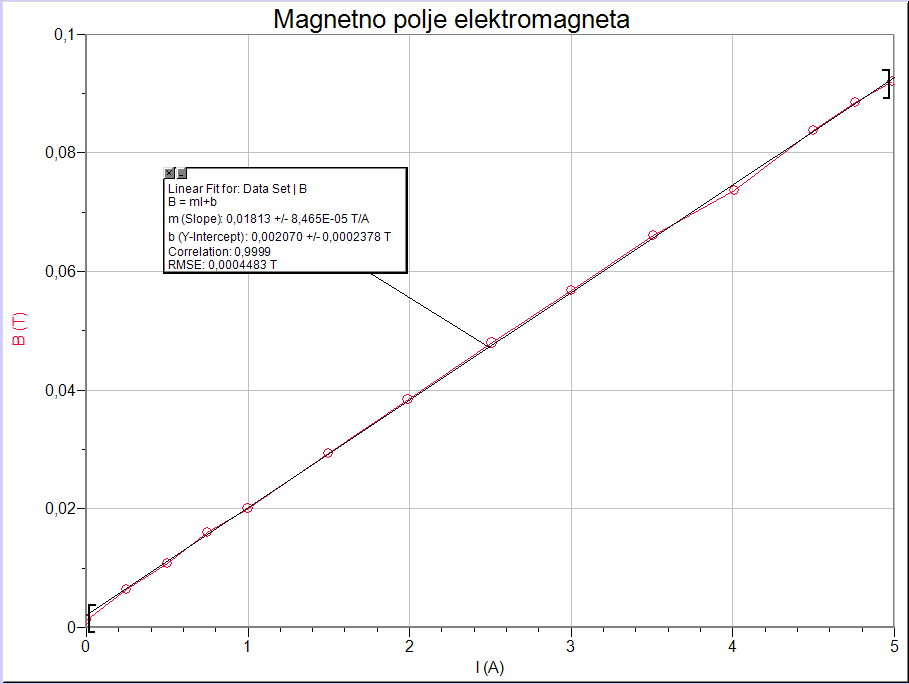 Magnetno polje elektromagneta
0,1
0,08
Linear Fit for: Data Set | B
B = mI+b
m (Slope): 0,01813 +/- 8,465E-05 T/A
b (Y-Intercept): 0,002070 +/- 0,0002378 T
Correlation: 0,9999
RMSE: 0,0004483 T
0,06
B (T)
0,04
0,02
0
0 1 2 3 4 5
I (A)